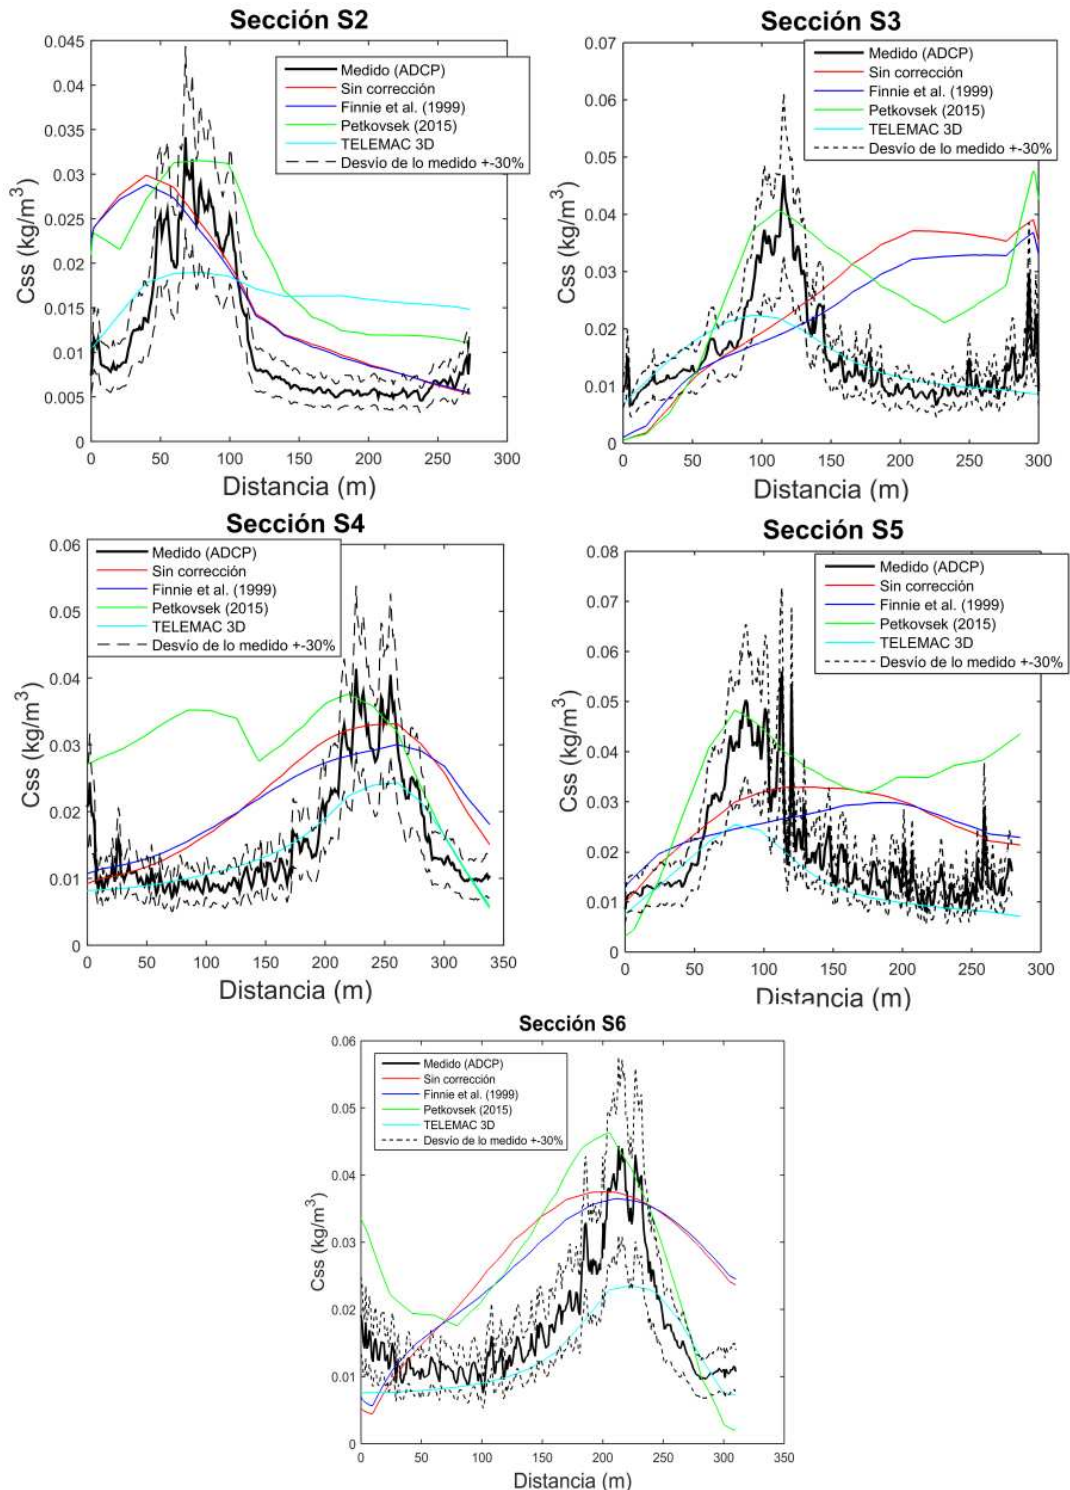 Sección S2
0.045
0.04
0.035
0.03
0.025
0.02
0.015
0.01
0.005
0
Css (kg/m3)
Medido (ADCP)
Sin corrección
Finnie et al. (1999)
Petkovsek (2015)
TELEMAC 3D
Desvío de lo medido +-30%
0 50 100 150 200 250 300
Distancia (m)
Sección S3
0.07
0.06
0.05
0.04
0.03
0.02
0.01
0
Css (kg/m3)
Medido (ADCP)
Sin corrección
Finnie et al. (1999)
Petkovsek (2015)
TELEMAC 3D
Desvío de lo medido +-30%
0 50 100 150 200 250 300
Distancia (m)
Sección S4
0.06
0.05
0.04
0.03
0.02
0.01
0
Css (kg/m3)
Medido (ADCP)
Sin corrección
Finnie et al. (1999)
Petkovsek (2015)
TELEMAC 3D
Desvío de lo medido +-30%
0 50 100 150 200 250 300 350
Distancia (m)
Sección S5
0.08
0.07
0.06
0.05
0.04
0.03
0.02
0.01
0
Css (kg/m3)
Medido (ADCP)
Sin corrección
Finnie et al. (1999)
Petkovsek (2015)
TELEMAC 3D
Desvío de lo medido +-30%
0 50 100 150 200 250 300
Distancia (m)
Sección S6
0.06
0.05
0.04
0.03
0.02
0.01
0
Css (kg/m3)
Medido (ADCP)
Sin corrección
Finnie et al. (1999)
Petkovsek (2015)
TELEMAC 3D
Desvío de lo medido +-30%
0 50 100 150 200 250 300 350
Distancia (m)